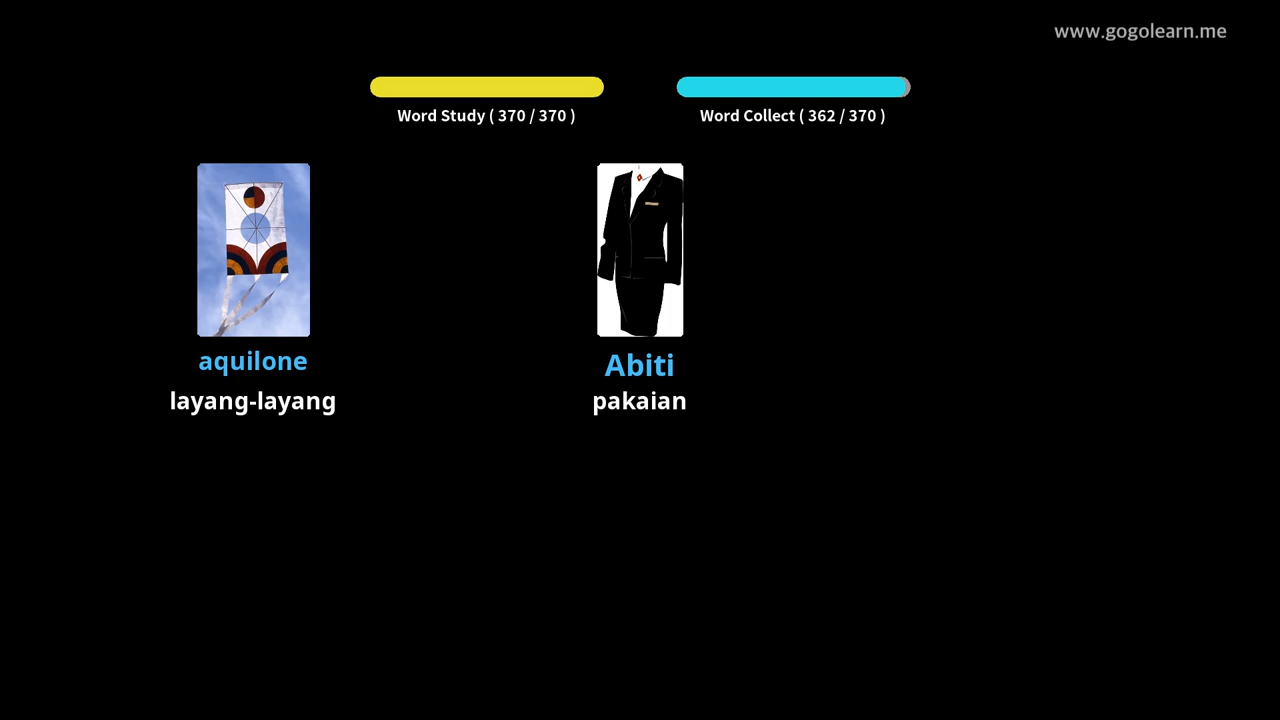 www.gogolearn.me
Word Study ( 370 / 370 )
Word Collect ( 362 / 370 )
aquilone
layang-layang
Abiti
pakaian